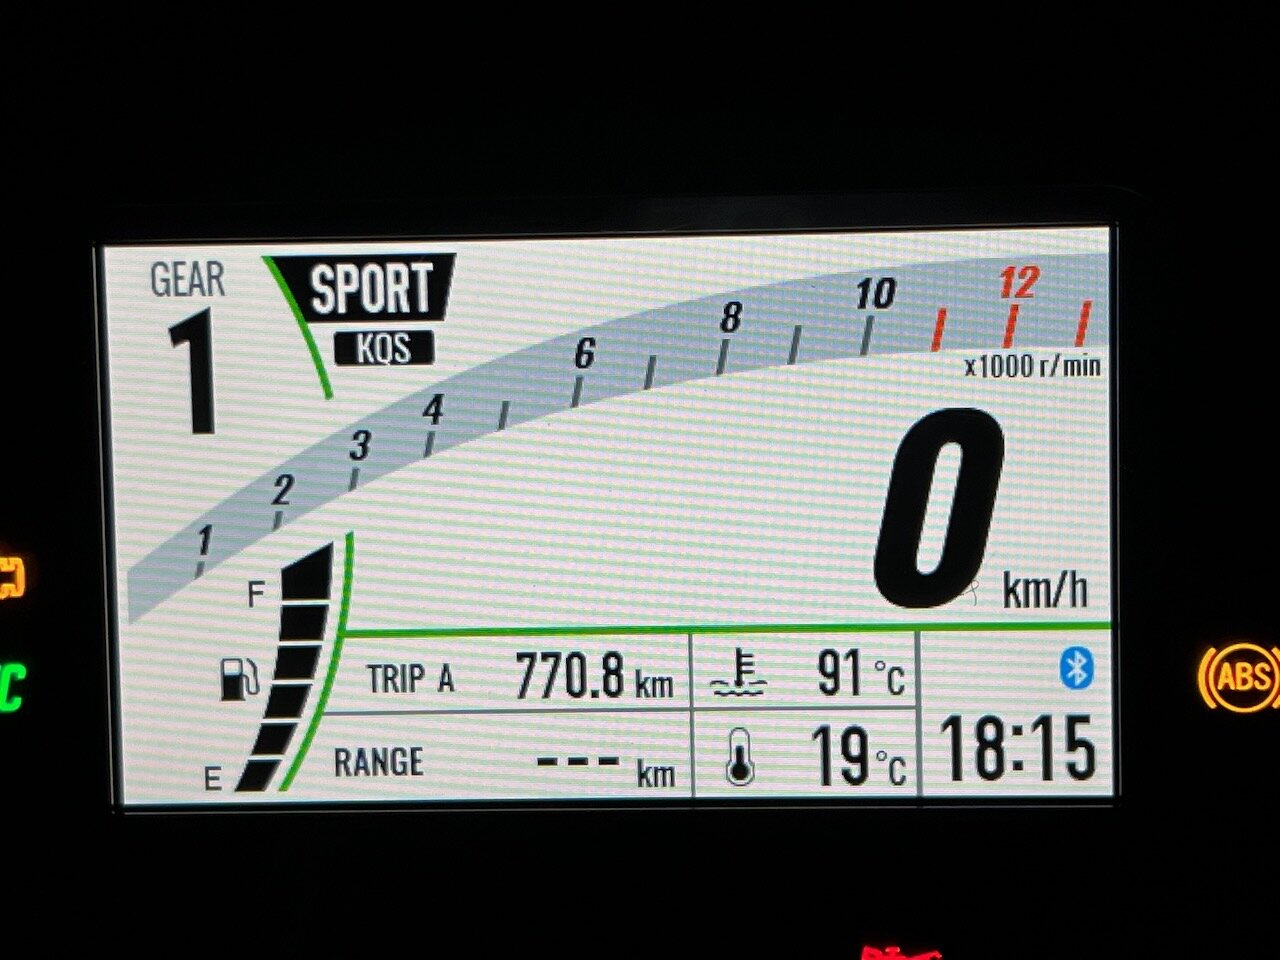 GEAR
1
SPORT
KQS
1 2 3 4 6 8 10 12
x1000 r/min
0 km/h
F
E
TRIP A 770.8 km
91 °C
RANGE --- km
19 °C
18:15
ABS